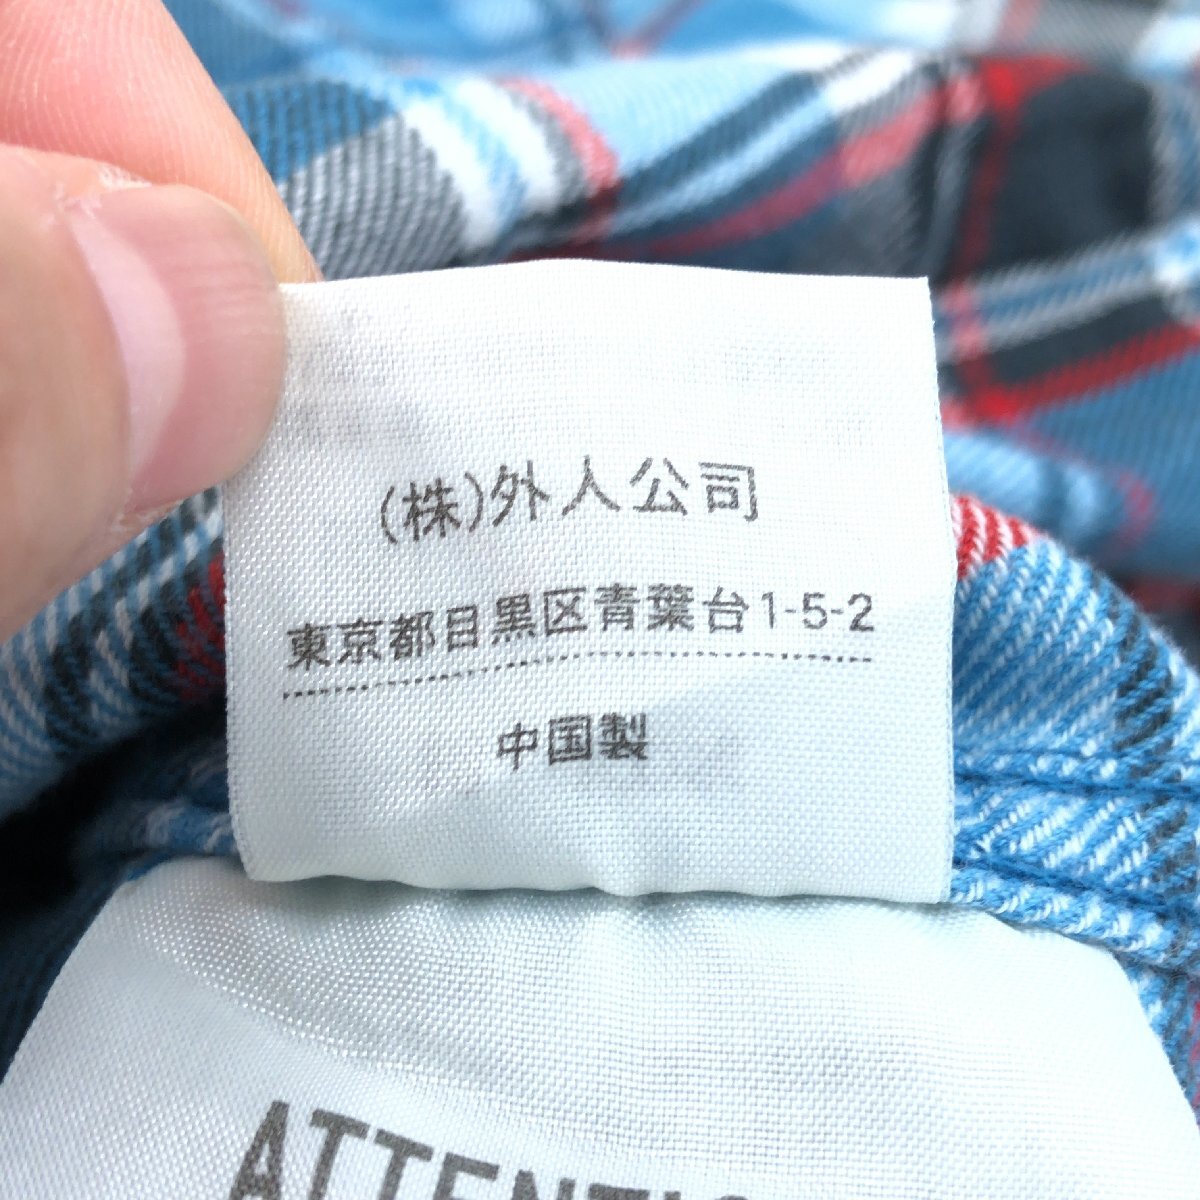 (株)外人公司
東京都目黒区青葉台1-5-2
中国製